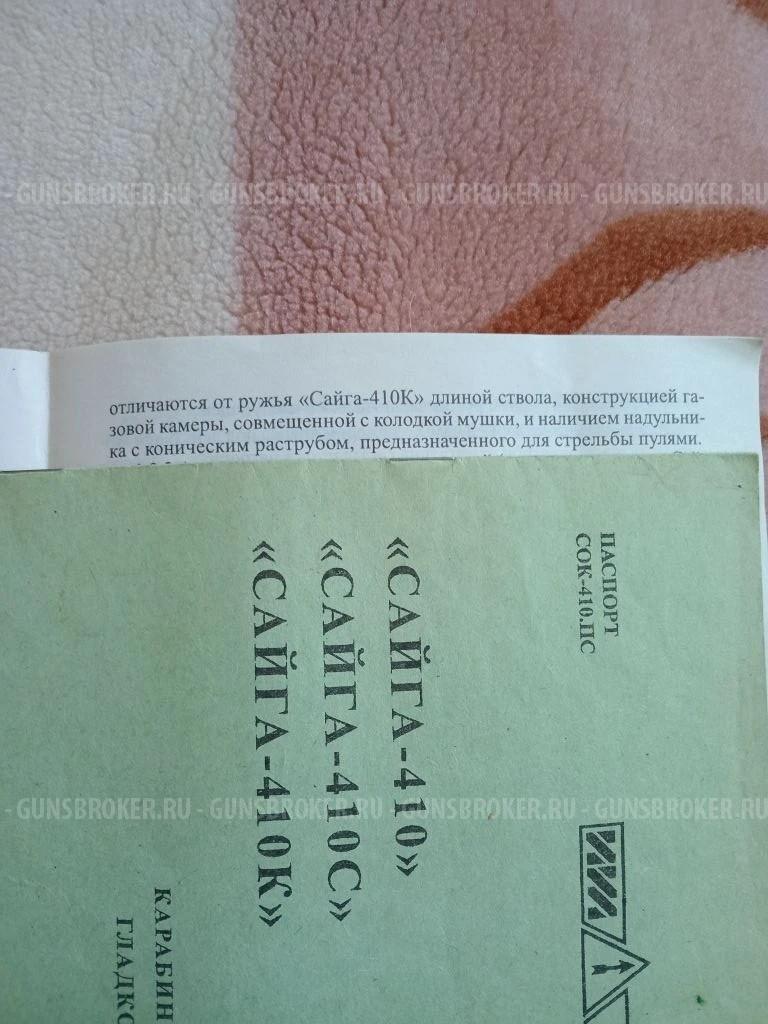 - GUNSBROKER.RU - GUNSBROKER.RU - GUNSBROKER.RU - GUNSBROKER.RU -
отличаются от ружья «Сайга-410К» длиной ствола, конструкцией га-
зовой камеры, совмещенной с колодкой мушки, и наличием надульни-
ка с коническим раструбом, предназначенного для стрельбы пулями.
ПАСПОРТ
СОК-410.ПС
«САЙГА-410»
«САЙГА-410С»
«САЙГА-410К»
КАРАБИН
ГЛАДКО
- GUNSBROKER.RU - GUNSBROKER.RU - GUNSBROKER.RU - GUNSBROKER.RU -